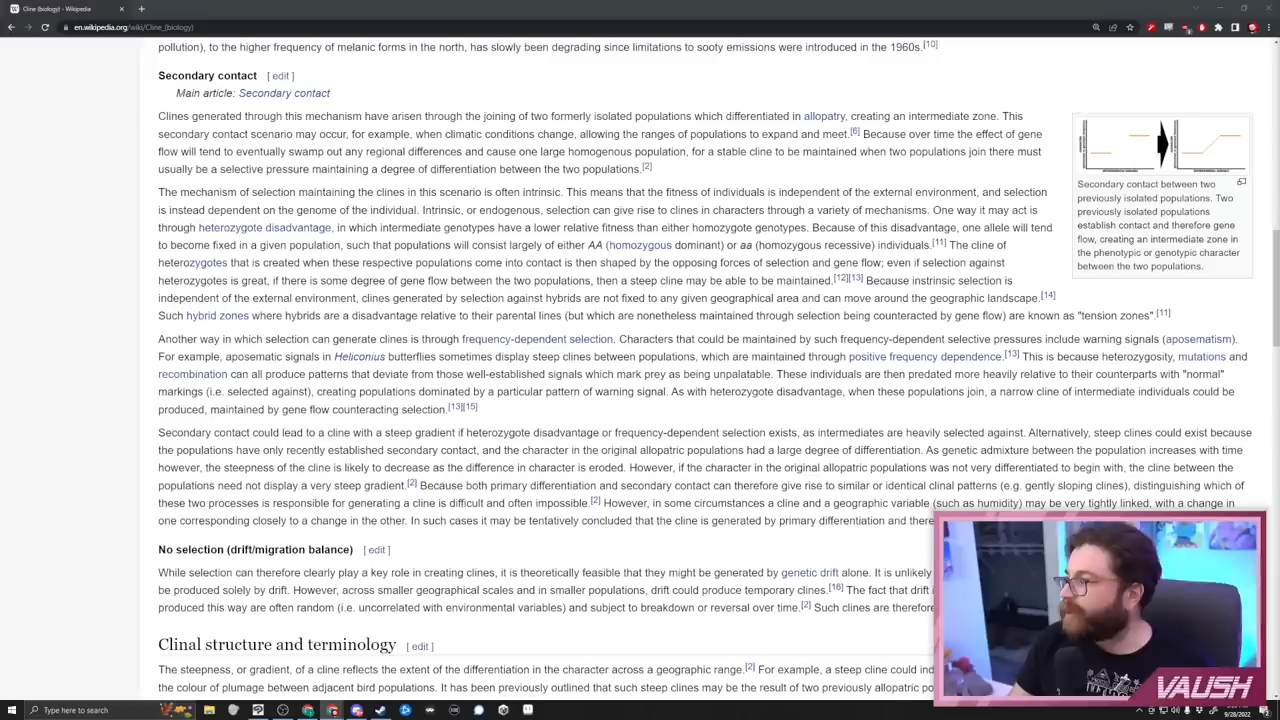 Cline (biology) - Wikipedia
en.wikipedia.org/wiki/Cline_(biology)
pollution), to the higher frequency of melanic forms in the north, has slowly been degrading since limitations to sooty emissions were introduced in the 1960s.[10]
Secondary contact [ edit ]
Main article: Secondary contact
Clines generated through this mechanism have arisen through the joining of two formerly isolated populations which differentiated in allopatry, creating an intermediate zone. This
secondary contact scenario may occur, for example, when climatic conditions change, allowing the ranges of populations to expand and meet.[6] Because over time the effect of gene
flow will tend to eventually swamp out any regional differences and cause one large homogenous population, for a stable cline to be maintained when two populations join there must
usually be a selective pressure maintaining a degree of differentiation between the two populations.[2]
The mechanism of selection maintaining the clines in this scenario is often intrinsic. This means that the fitness of individuals is independent of the external environment, and selection
is instead dependent on the genome of the individual. Intrinsic, or endogenous, selection can give rise to clines in characters through a variety of mechanisms. One way it may act is
through heterozygote disadvantage, in which intermediate genotypes have a lower relative fitness than either homozygote genotypes. Because of this disadvantage, one allele will tend
to become fixed in a given population, such that populations will consist largely of either AA (homozygous dominant) or aa (homozygous recessive) individuals.[11] The cline of
heterozygotes that is created when these respective populations come into contact is then shaped by the opposing forces of selection and gene flow; even if selection against
heterozygotes is great, if there is some degree of gene flow between the two populations, then a steep cline may be able to be maintained.[12][13] Because instrinsic selection is
independent of the external environment, clines generated by selection against hybrids are not fixed to any given geographical area and can move around the geographic landscape.[14]
Such hybrid zones where hybrids are a disadvantage relative to their parental lines (but which are nonetheless maintained through selection being counteracted by gene flow) are known as "tension zones".[11]
Secondary contact between two
previously isolated populations. Two
previously isolated populations
establish contact and therefore gene
flow, creating an intermediate zone in
the phenotypic or genotypic character
between the two populations.
Another way in which selection can generate clines is through frequency-dependent selection. Characters that could be maintained by such frequency-dependent selective pressures include warning signals (aposematism).
For example, aposematic signals in Heliconius butterflies sometimes display steep clines between populations, which are maintained through positive frequency dependence.[13] This is because heterozygosity, mutations and
recombination can all produce patterns that deviate from those well-established signals which mark prey as being unpalatable. These individuals are then predated more heavily relative to their counterparts with "normal"
markings (i.e. selected against), creating populations dominated by a particular pattern of warning signal. As with heterozygote disadvantage, when these populations join, a narrow cline of intermediate individuals could be
produced, maintained by gene flow counteracting selection.[13][15]
Secondary contact could lead to a cline with a steep gradient if heterozygote disadvantage or frequency-dependent selection exists, as intermediates are heavily selected against. Alternatively, steep clines could exist because
the populations have only recently established secondary contact, and the character in the original allopatric populations had a large degree of differentiation. As genetic admixture between the population increases with time
however, the steepness of the cline is likely to decrease as the difference in character is eroded. However, if the character in the original allopatric populations was not very differentiated to begin with, the cline between the
populations need not display a very steep gradient.[2] Because both primary differentiation and secondary contact can therefore give rise to similar or identical clinal patterns (e.g. gently sloping clines), distinguishing which of
these two processes is responsible for generating a cline is difficult and often impossible.[2] However, in some circumstances a cline and a geographic variable (such as humidity) may be very tightly linked, with a change in
one corresponding closely to a change in the other. In such cases it may be tentatively concluded that the cline is generated by primary differentiation and there
No selection (drift/migration balance) [ edit ]
While selection can therefore clearly play a key role in creating clines, it is theoretically feasible that they might be generated by genetic drift alone. It is unlikely
be produced solely by drift. However, across smaller geographical scales and in smaller populations, drift could produce temporary clines.[16] The fact that drift i
produced this way are often random (i.e. uncorrelated with environmental variables) and subject to breakdown or reversal over time.[2] Such clines are therefore
Clinal structure and terminology [ edit ]
The steepness, or gradient, of a cline reflects the extent of the differentiation in the character across a geographic range.[2] For example, a steep cline could ind
the colour of plumage between adjacent bird populations. It has been previously outlined that such steep clines may be the result of two previously allopatric po
VAUSH
Type here to search
9/28/2022